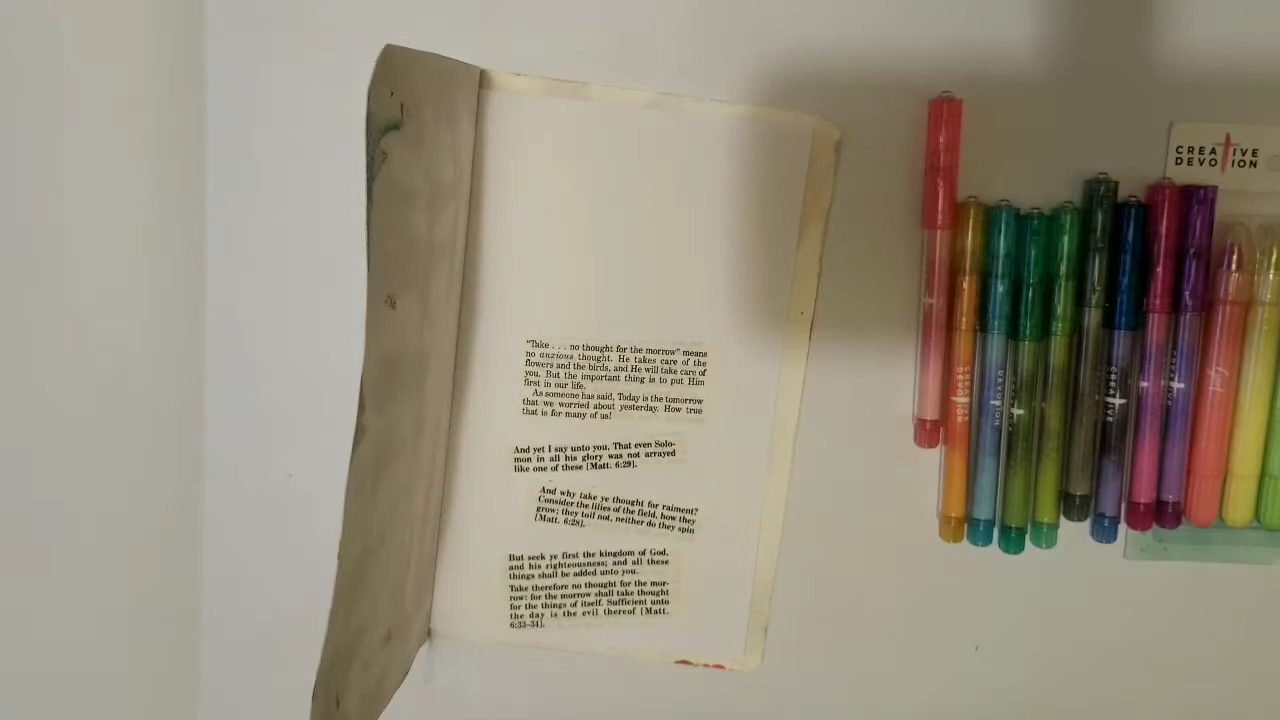 "Take . . . no thought for the morrow" means
no anxious thought. He takes care of the
flowers and the birds, and He will take care of
you. But the important thing is to put Him
first in our life.
As someone has said, Today is the tomorrow
that we worried about yesterday. How true
that is for many of us!
And yet I say unto you, That even Solo-
mon in all his glory was not arrayed
like one of these [Matt. 6:29].
And why take ye thought for raiment?
Consider the lilies of the field, how they
grow; they toil not, neither do they spin
[Matt. 6:28].
But seek ye first the kingdom of God,
and his righteousness; and all these
things shall be added unto you.
Take therefore no thought for the mor-
row: for the morrow shall take thought
for the things of itself. Sufficient unto
the day is the evil thereof [Matt.
6:33–34].
CREATIVE
DEVOTION
CREATIVE
DEVOTION
DEVOTION
CREATIVE
CREATIVE
Gel